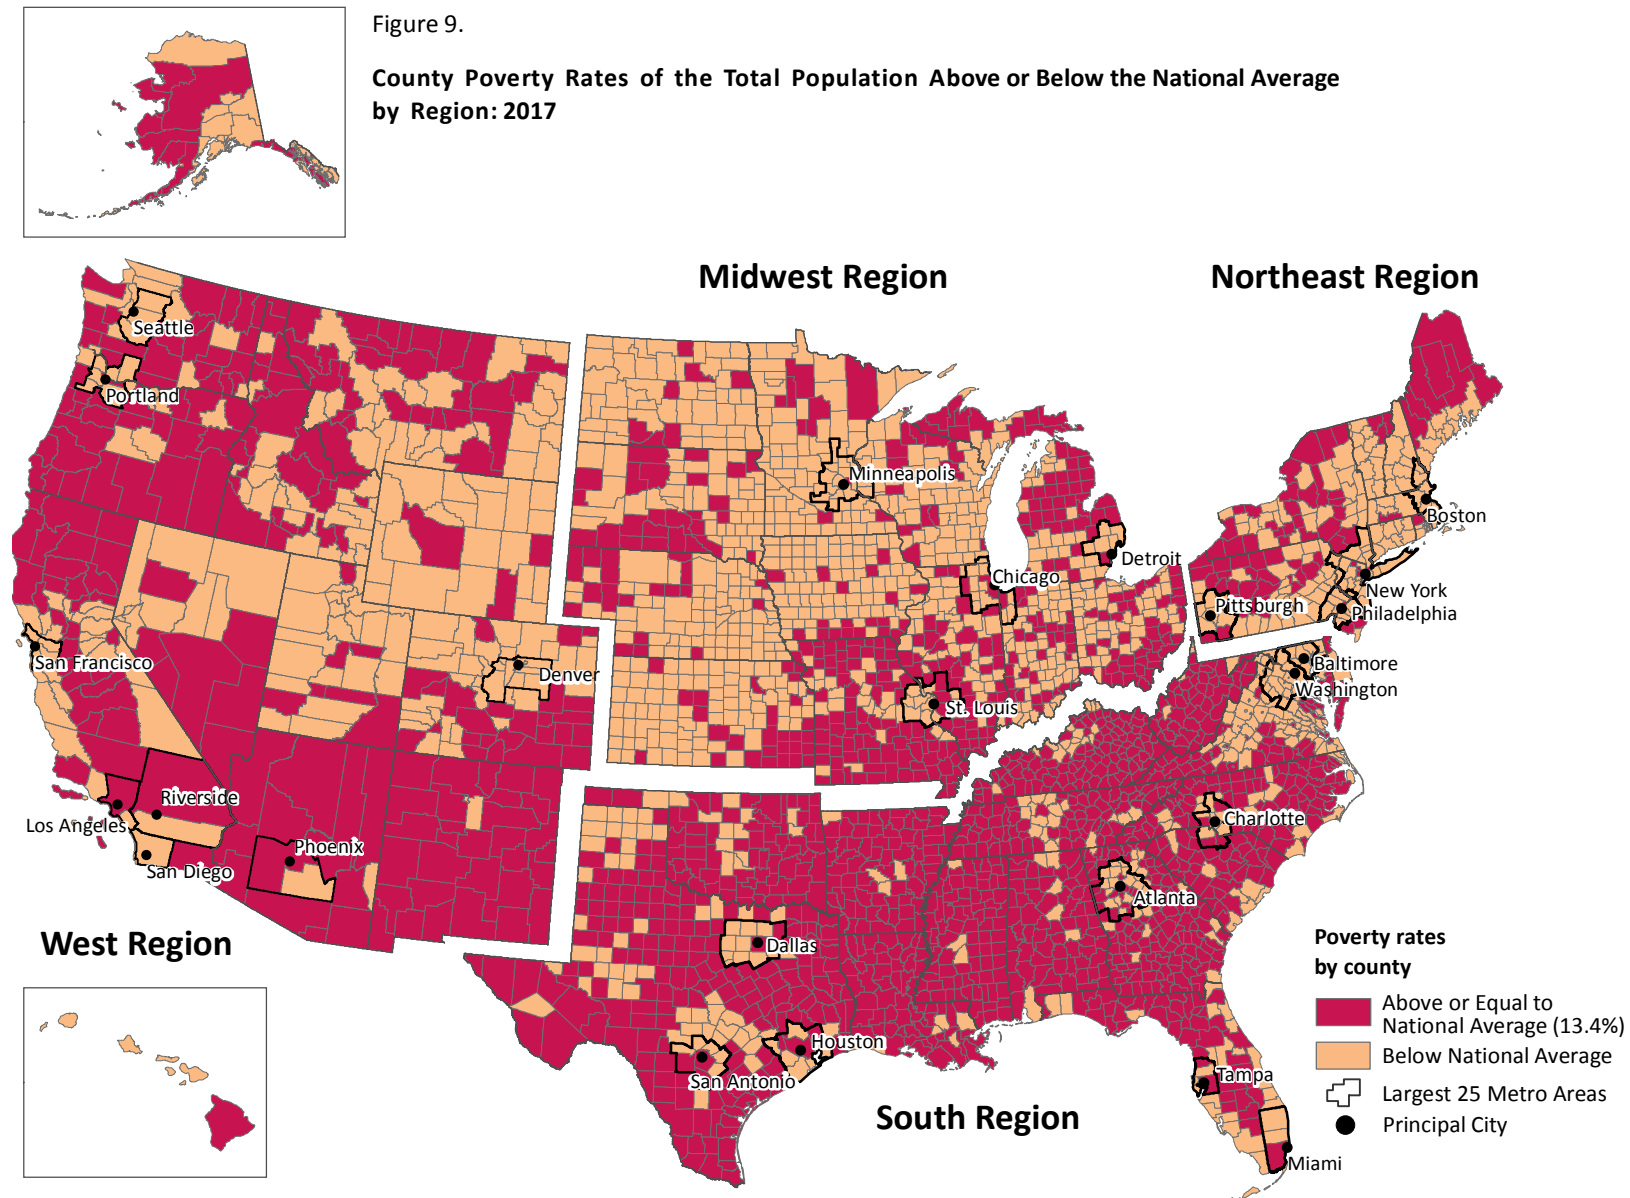 Figure 9.
County Poverty Rates of the Total Population Above or Below the National Average
by Region: 2017
Midwest Region
Northeast Region
Seattle
Portland
Minneapolis
Boston
Detroit
Chicago
New York
Pittsburgh
Philadelphia
San Francisco
Denver
Baltimore
Washington
St. Louis
Riverside
Los Angeles
Charlotte
Phoenix
San Diego
Atlanta
West Region
Dallas
Poverty rates
by county
Above or Equal to
National Average (13.4%)
Houston
Below National Average
San Antonio
Tampa
Largest 25 Metro Areas
South Region
Principal City
Miami